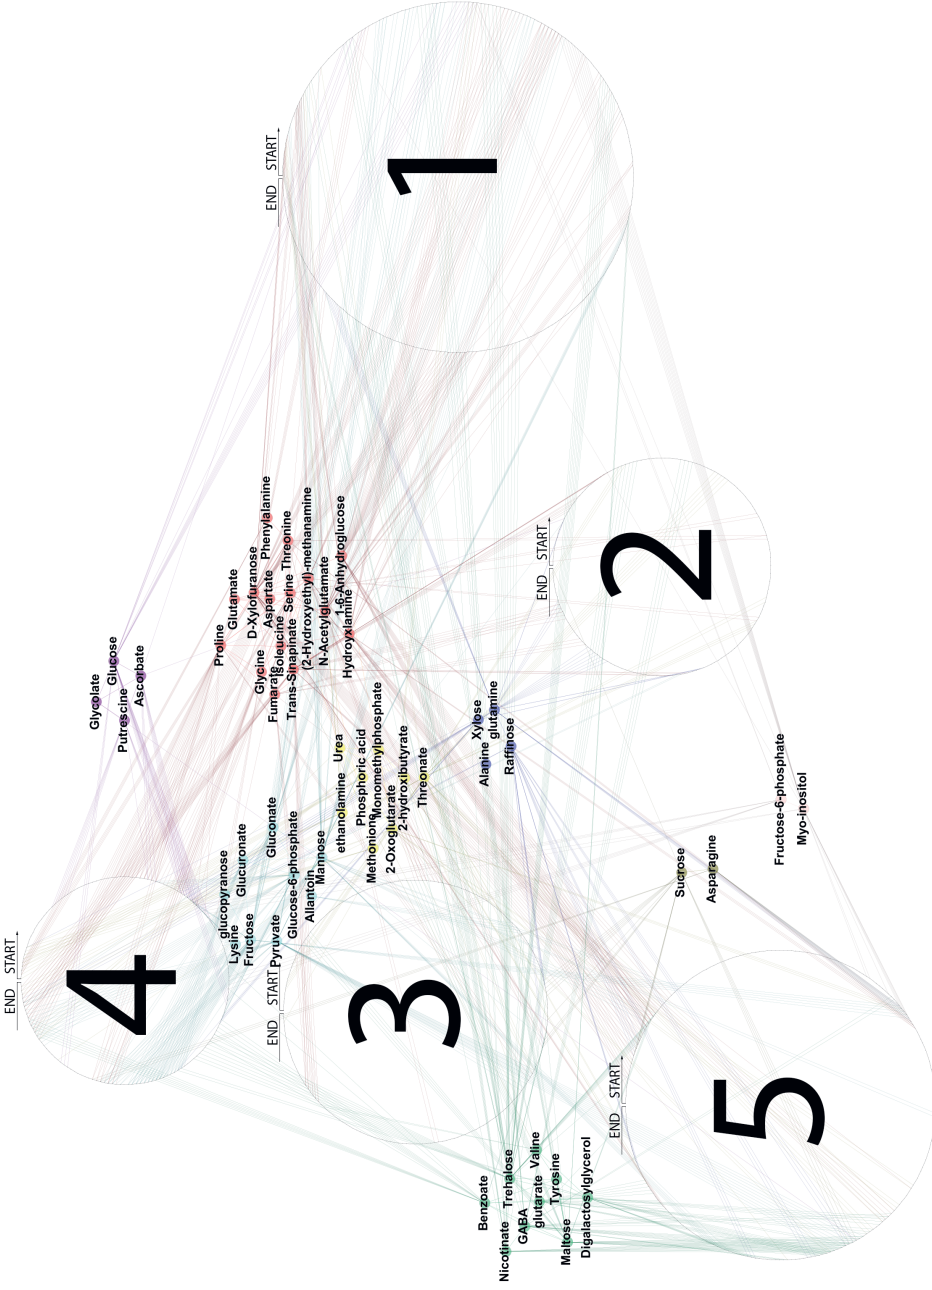 END START
1
END START
2
END START
3
END START
4
END START
5
Glycolate
Glucose
Putrescine
Ascorbate
Proline
Glutamate
D-Xylofuranose
Phenylalanine
Aspartate
Glycine
Isoleucine
Serine
Threonine
Fumarate
Trans-Sinapinate
(2-Hydroxyethyl)-methanamine
N-Acetylglutamate
1-6-Anhydroglucose
Hydroxylamine
Urea
ethanolamine
Phosphoric acid
Monomethylphosphate
Methionine
2-Oxoglutarate
2-hydroxibutyrate
Threonate
Xylose
glutamine
Alanine
Raffinose
glucopyranose
Glucuronate
Gluconate
Lysine
Fructose
Glucose-6-phosphate
Allantoin
Mannose
Pyruvate
Sucrose
Asparagine
Fructose-6-phosphate
Myo-inositol
Benzoate
Trehalose
Valine
Nicotinate
GABA
glutarate
Tyrosine
Maltose
Digalactosylglycerol